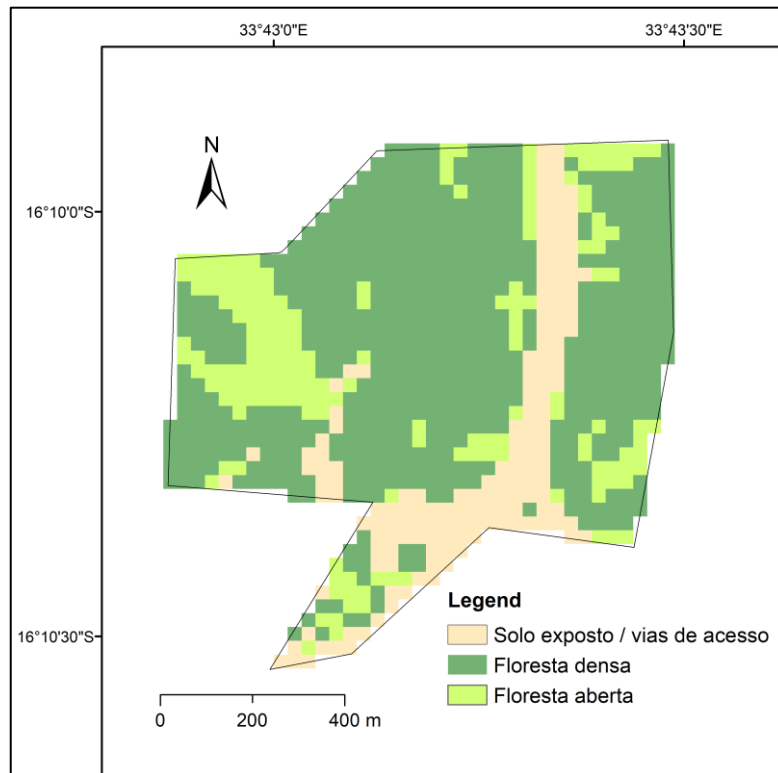 33°43'0"E
33°43'30"E
N
16°10'0"S
16°10'30"S
Legend
Solo exposto / vias de acesso
Floresta densa
Floresta aberta
0 200 400 m